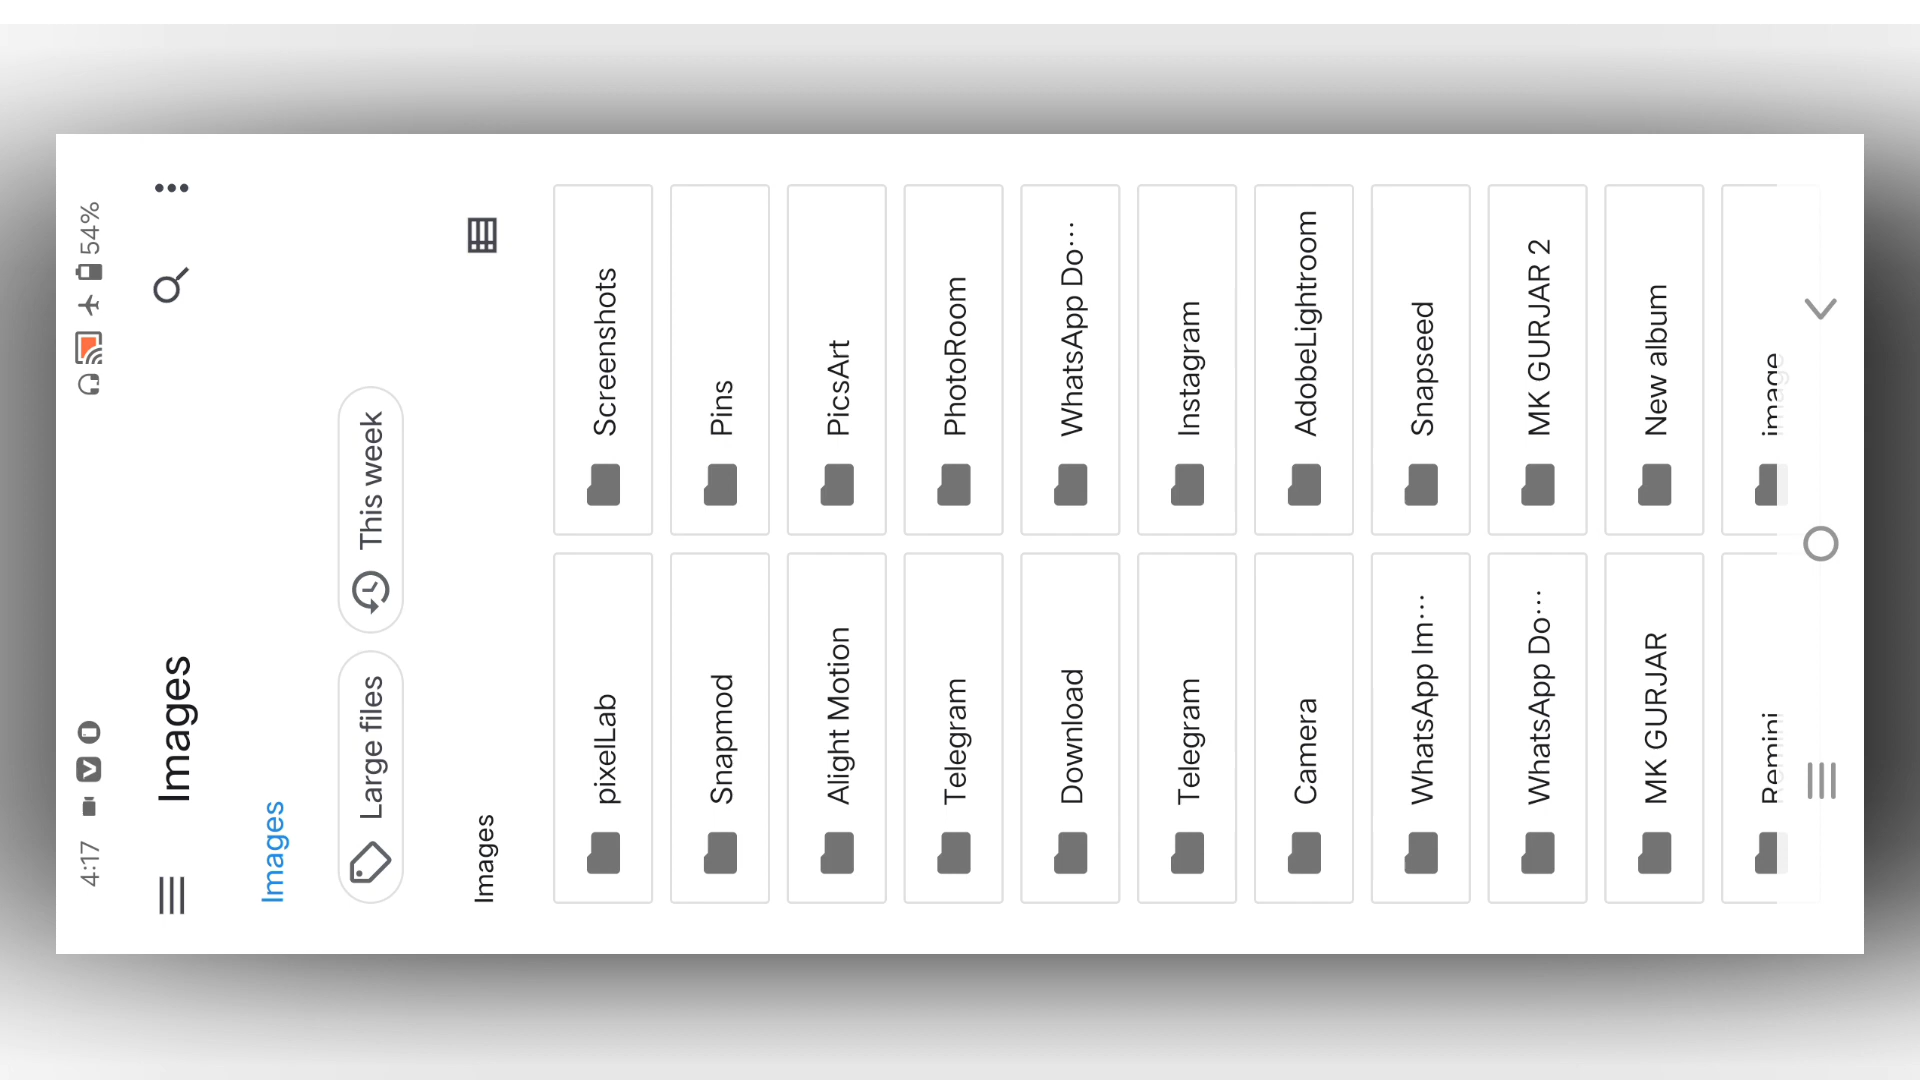 4:17 54%
Images
Images
Large files This week
Images
pixelLab Screenshots
Snapmod Pins
Alight Motion PicsArt
Telegram PhotoRoom
Download WhatsApp Do...
Telegram Instagram
Camera AdobeLightroom
WhatsApp Im... Snapseed
WhatsApp Do... MK GURJAR 2
MK GURJAR New album
Remini image